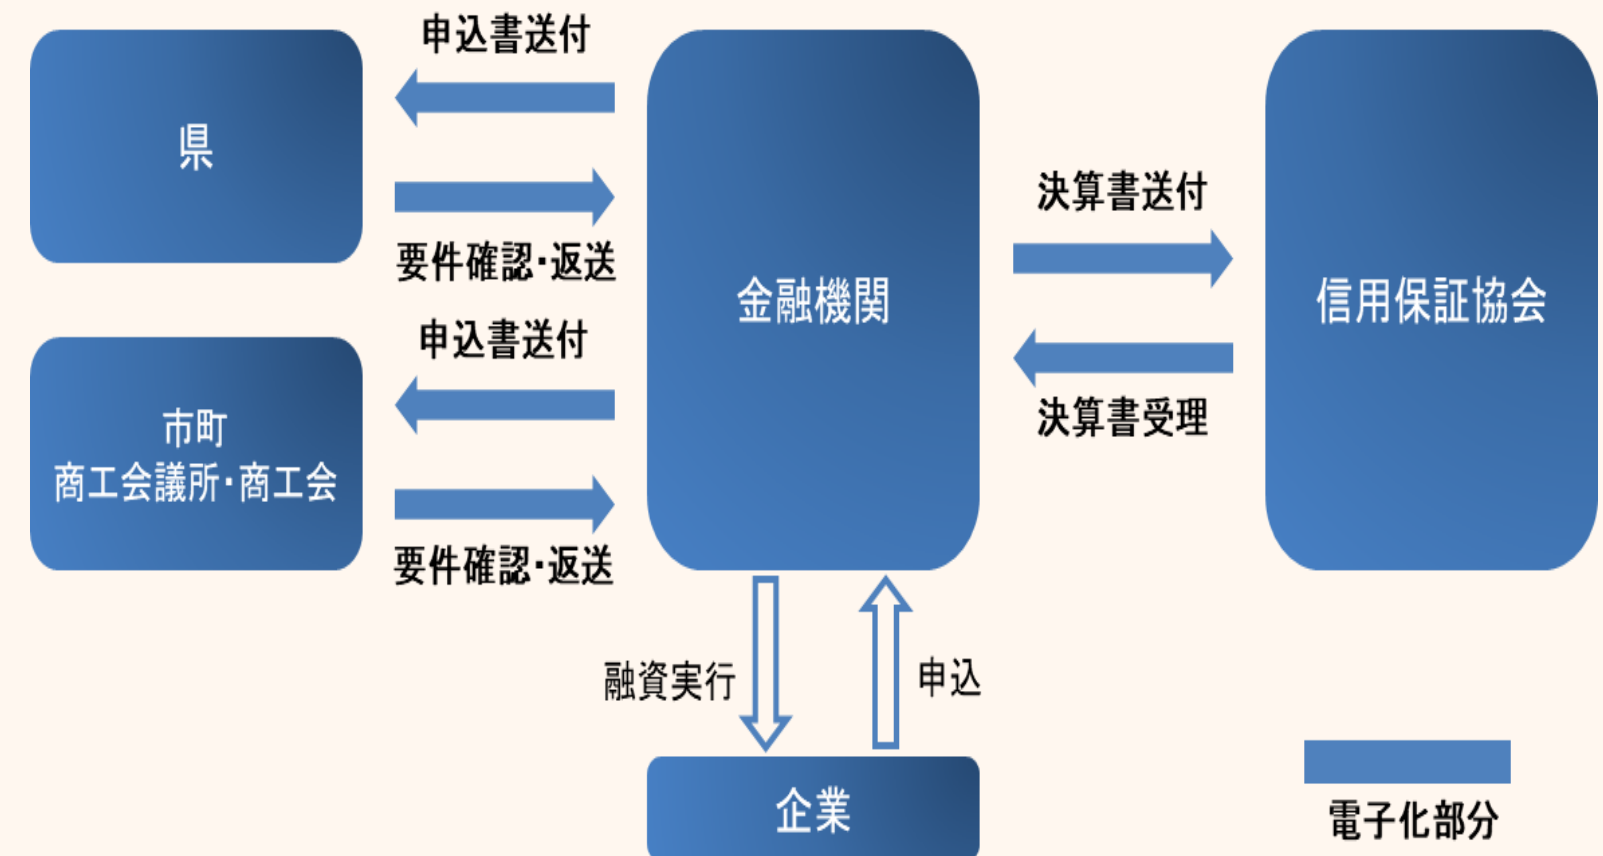 申込書送付
県
要件確認・返送
申込書送付
市町
商工会議所・商工会
要件確認・返送
金融機関
決算書送付
決算書受理
信用保証協会
融資実行
申込
企業
電子化部分